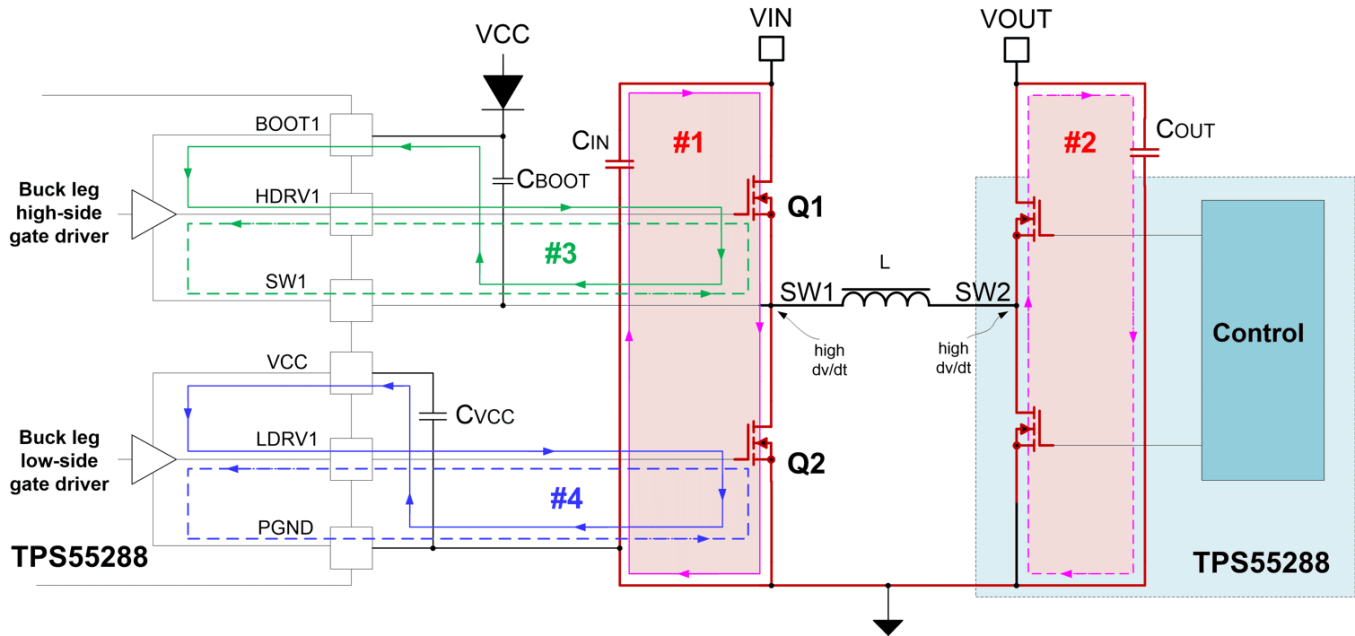 VIN
VOUT
VCC
BOOT1
CIN
#1
#2
COUT
CBOOT
Buck leg
high-side
gate driver
HDRV1
Q1
#3
SW1
SW1
L
SW2
high
dv/dt
high
dv/dt
Control
VCC
CVCC
Buck leg
low-side
gate driver
LDRV1
Q2
#4
PGND
TPS55288
TPS55288